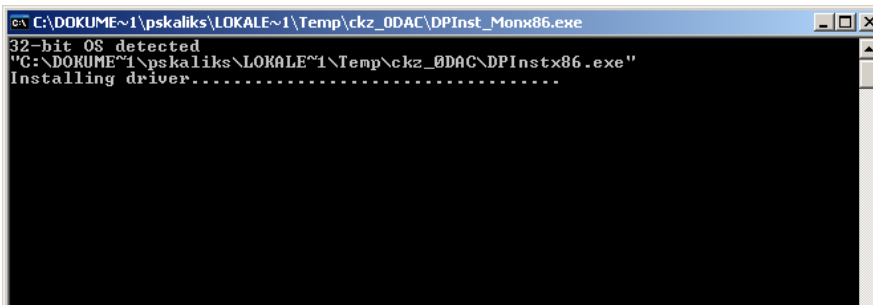 C:\DOKUME~1\pskaliks\LOKALE~1\Temp\ckz_0DAC\DPInst_Monx86.exe
32-bit OS detected
"C:\DOKUME~1\pskaliks\LOKALE~1\Temp\ckz_0DAC\DPInstx86.exe"
Installing driver...................................